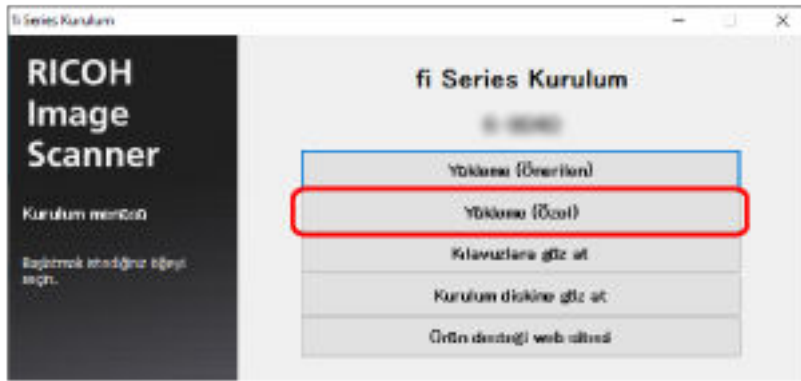 fi Series Kurulum
RICOH
Image
Scanner
Kurulum menüsü
Başlatmak istediğiniz öğeyi
seçin.
fi Series Kurulum
Yükleme (Önerilen)
Yükleme (Özel)
Kılavuzlara göz at
Kurulum diskine göz at
Ürün desteği web sitesi